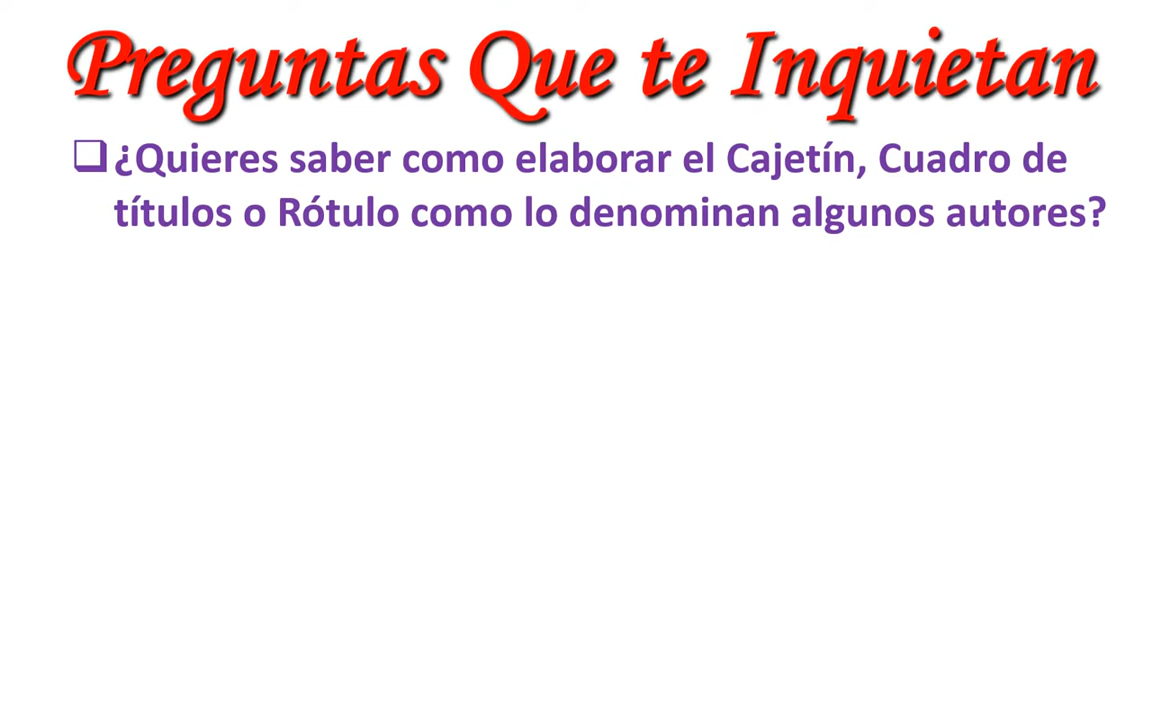 Preguntas Que te Inquietan
¿Quieres saber como elaborar el Cajetín, Cuadro de
títulos o Rótulo como lo denominan algunos autores?